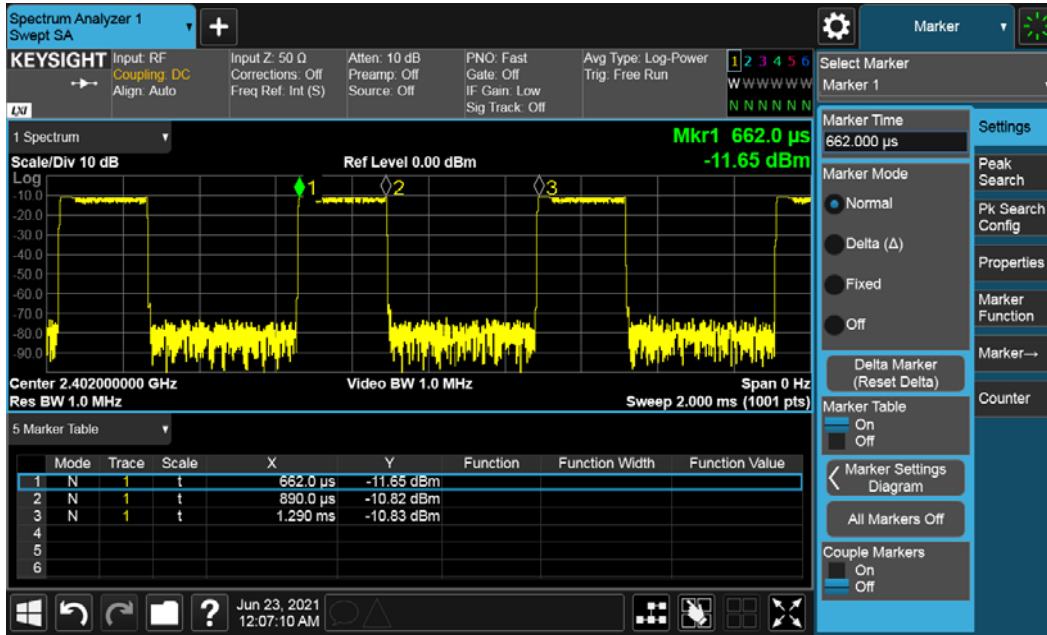 Spectrum Analyzer 1
Swept SA
+
Marker
KEYSIGHT
LXI
Input: RF
Coupling: DC
Align: Auto
Input Z: 50 Ω
Corrections: Off
Freq Ref: Int (S)
Atten: 10 dB
Preamp: Off
Source: Off
PNO: Fast
Gate: Off
IF Gain: Low
Sig Track: Off
Avg Type: Log-Power
Trig: Free Run
1 2 3 4 5 6
W W W W W W
N N N N N N
1 Spectrum
Scale/Div 10 dB
Ref Level 0.00 dBm
Mkr1 662.0 µs
-11.65 dBm
Log
-10.0
-20.0
-30.0
-40.0
-50.0
-60.0
-70.0
-80.0
-90.0
1
2
3
Center 2.402000000 GHz
Video BW 1.0 MHz
Span 0 Hz
Res BW 1.0 MHz
Sweep 2.000 ms (1001 pts)
5 Marker Table
Mode Trace Scale X Y Function Function Width Function Value
1 N 1 t 662.0 µs -11.65 dBm
2 N 1 t 890.0 µs -10.82 dBm
3 N 1 t 1.290 ms -10.83 dBm
4
5
6
?
Jun 23, 2021
12:07:10 AM
Select Marker
Marker 1
Marker Time
662.000 µs
Marker Mode
Normal
Delta (Δ)
Fixed
Off
Delta Marker
(Reset Delta)
Marker Table
On
Off
Marker Settings
Diagram
All Markers Off
Couple Markers
On
Off
Settings
Peak
Search
Pk Search
Config
Properties
Marker
Function
Marker→
Counter